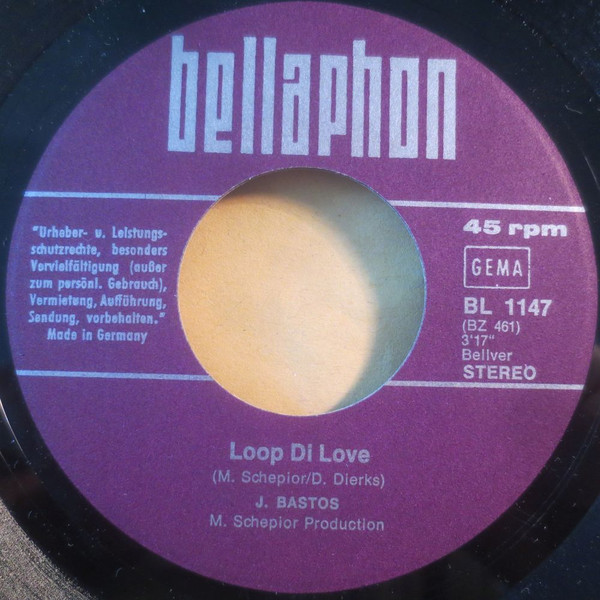 bellaphon
"Urheber- u. Leistungs-
schutzrechte, besonders
Vervielfältigung (außer
zum persönl. Gebrauch),
Vermietung, Aufführung,
Sendung, vorbehalten."
Made in Germany
45 rpm
GEMA
BL 1147
(BZ 461)
3'17"
Bellver
STEREO
Loop Di Love
(M. Schepior/D. Dierks)
J. BASTOS
M. Schepior Production